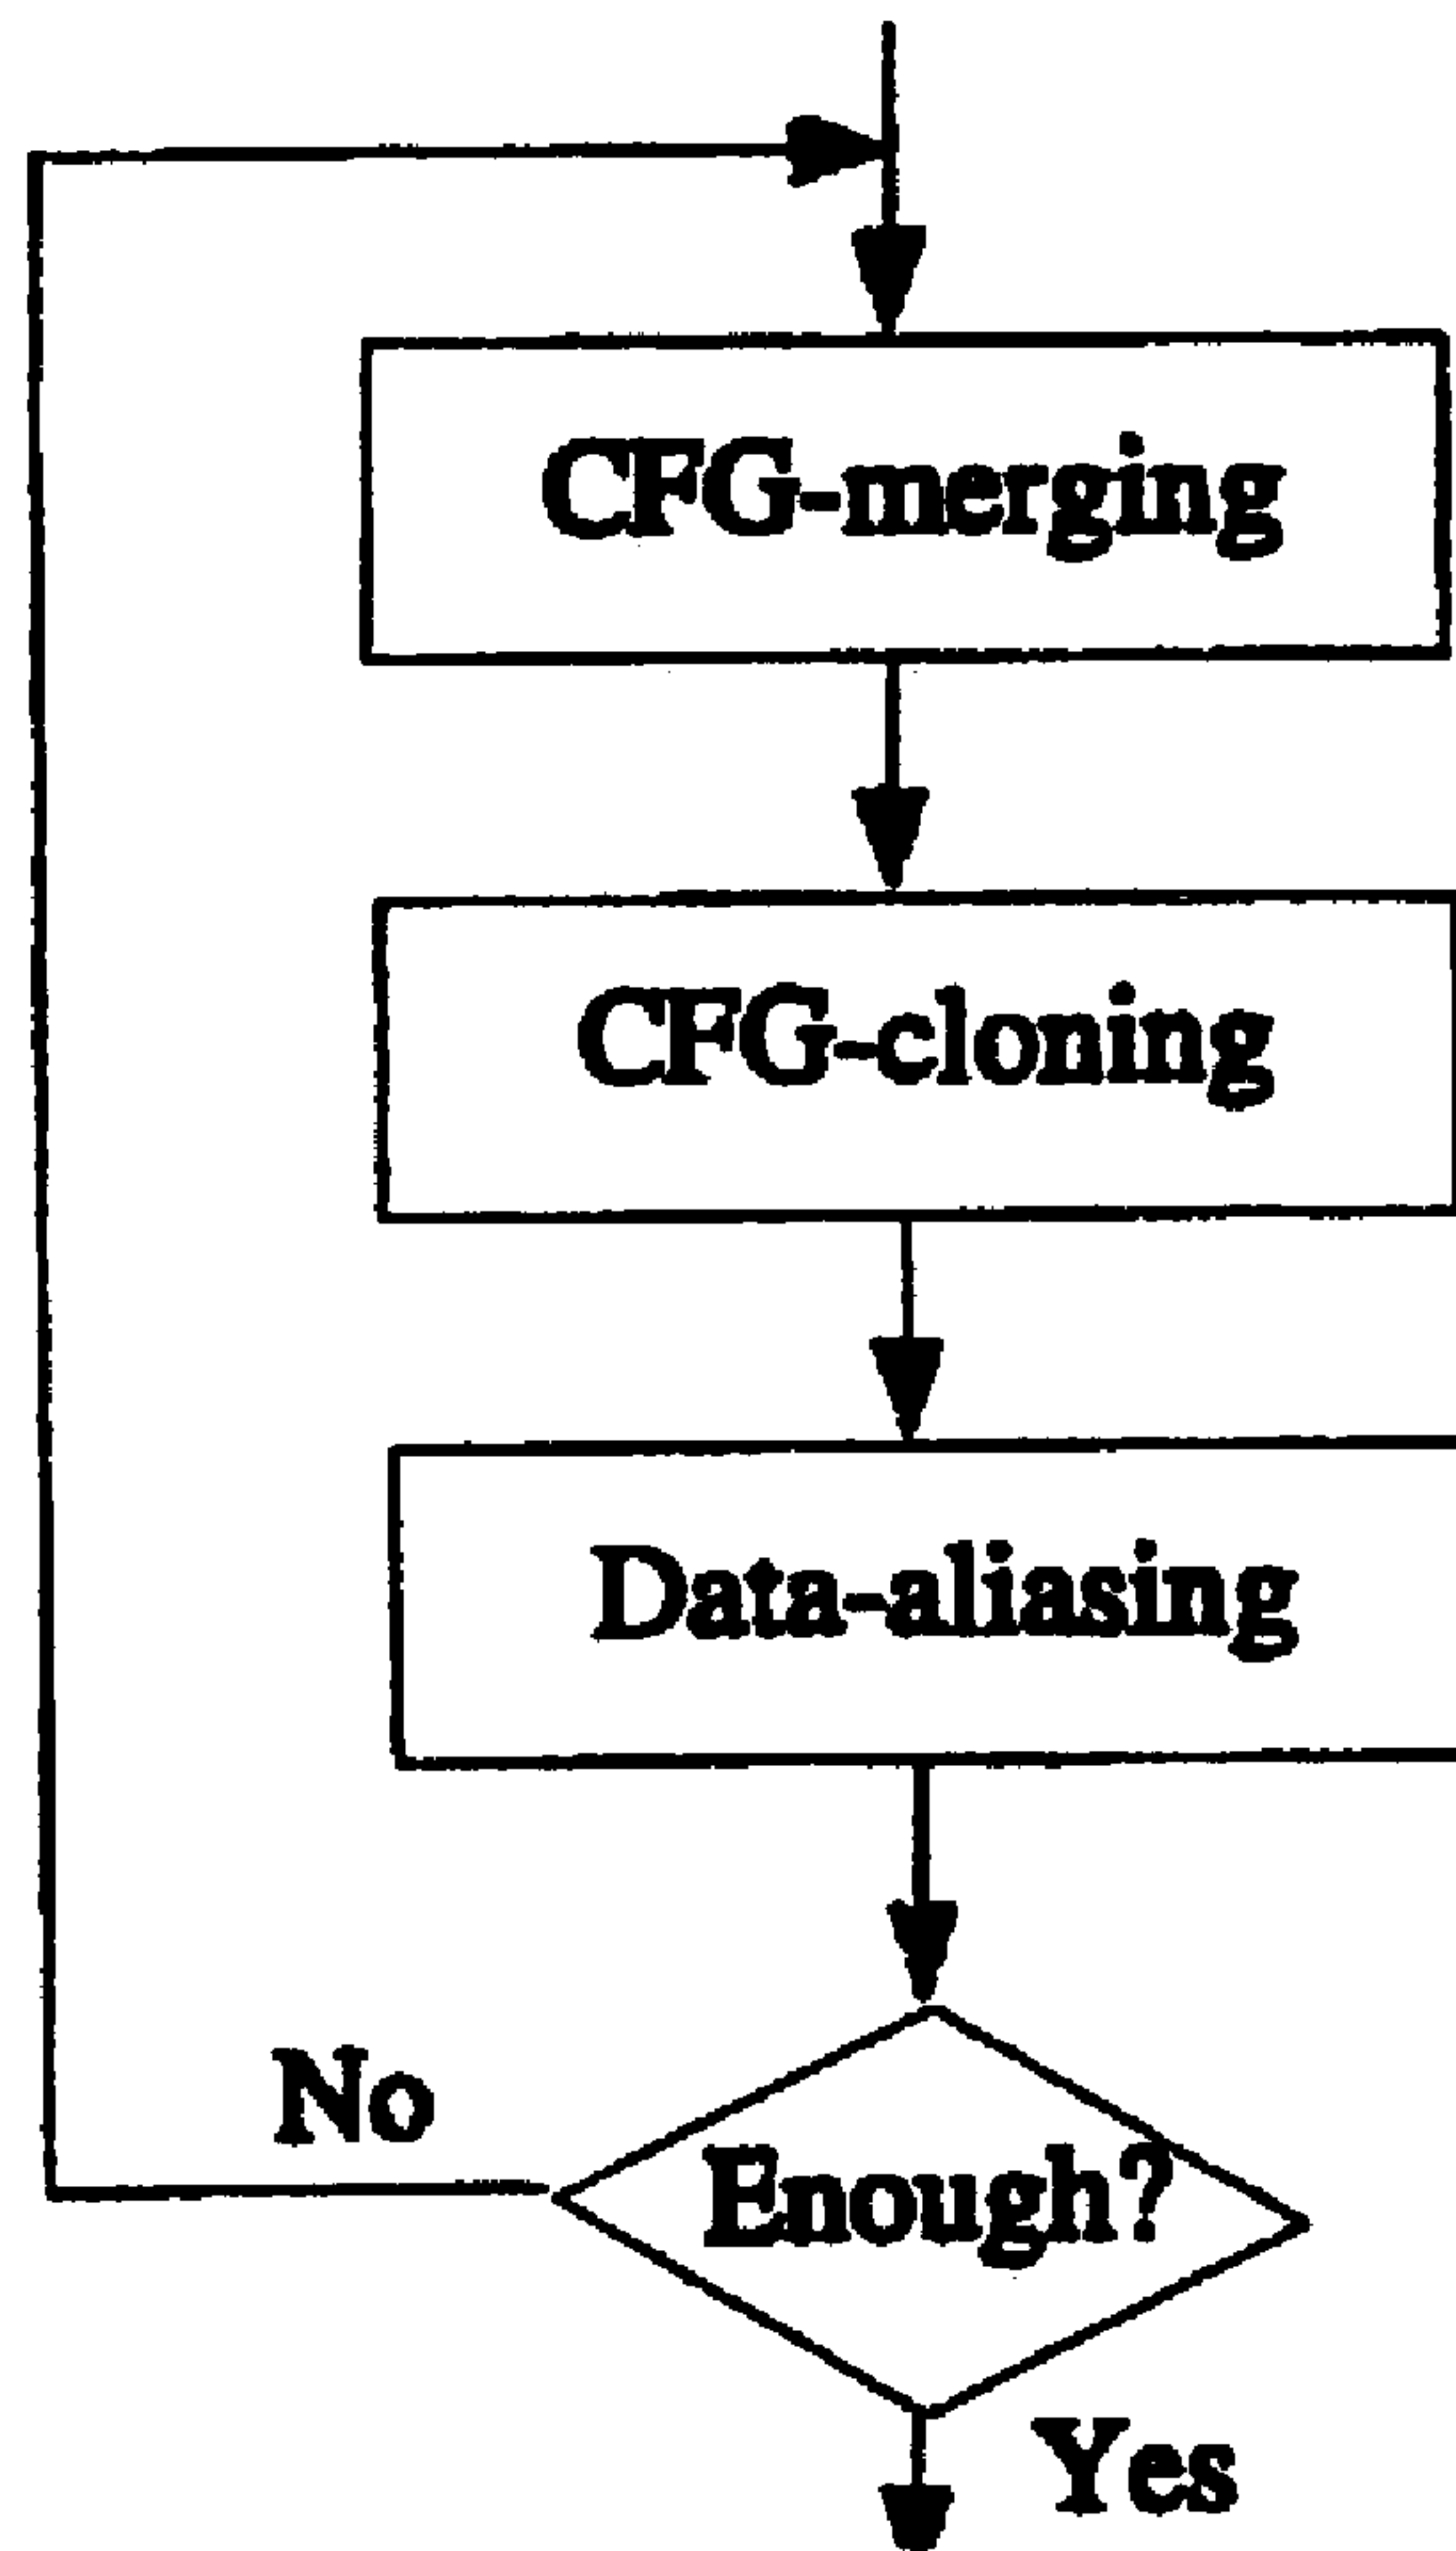 CFG-merging
CFG-cloning
Data-aliasing
No
Enough?
Yes